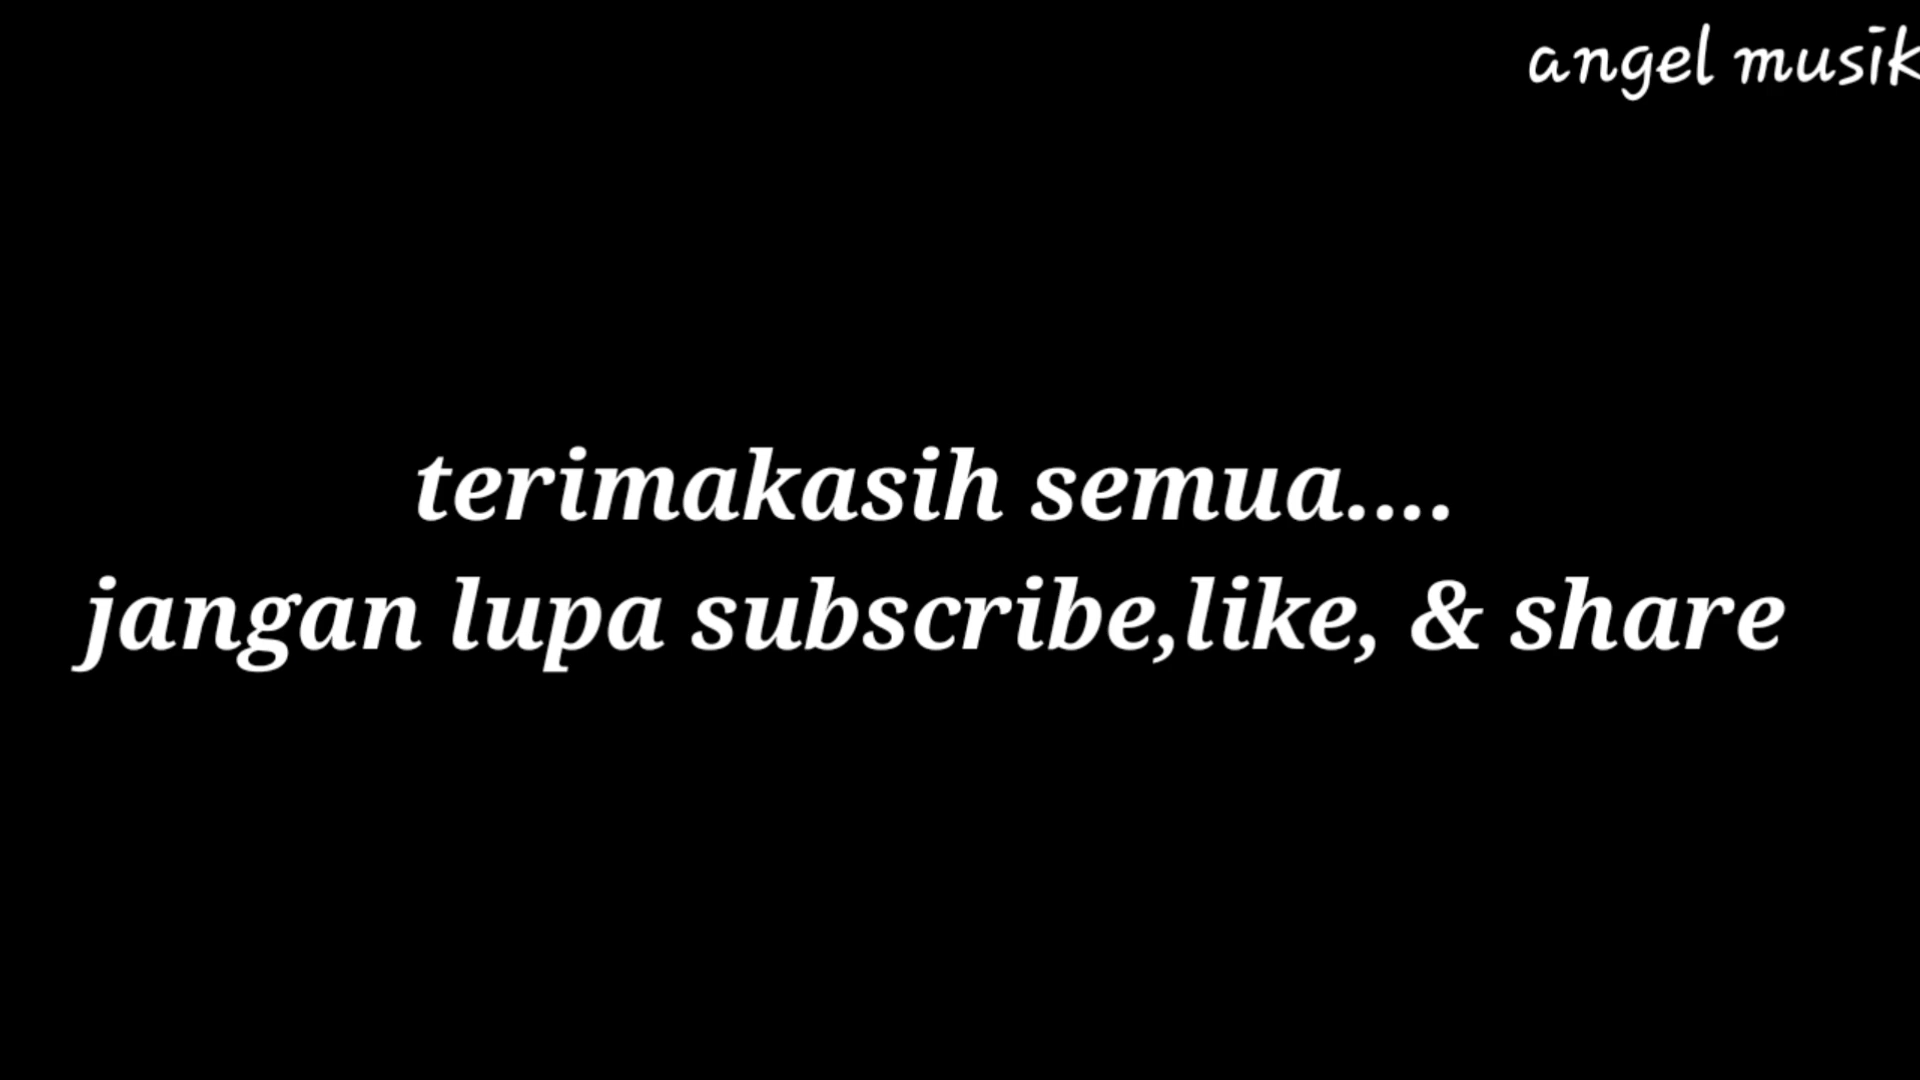 angel musik
terimakasih semua....
jangan lupa subscribe,like, & share